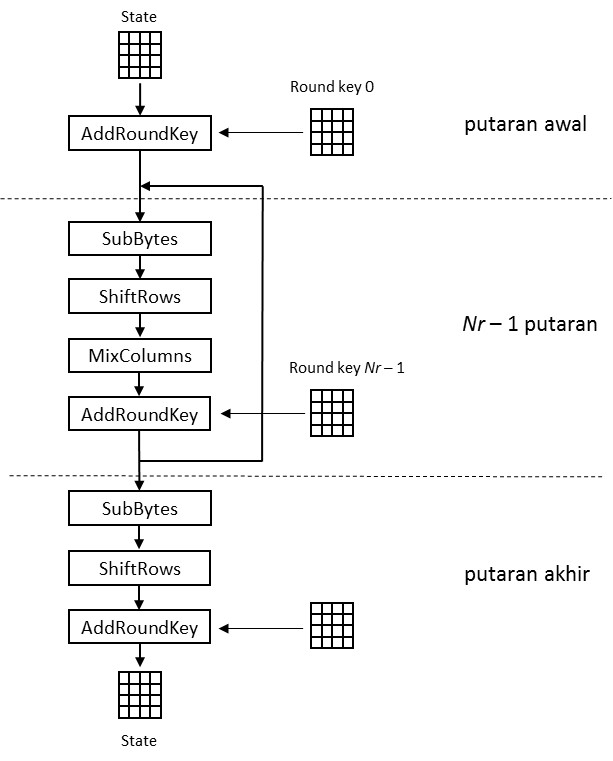 State
Round key 0
AddRoundKey
putaran awal
SubBytes
ShiftRows
Nr – 1 putaran
MixColumns
Round key Nr – 1
AddRoundKey
SubBytes
ShiftRows
putaran akhir
AddRoundKey
State